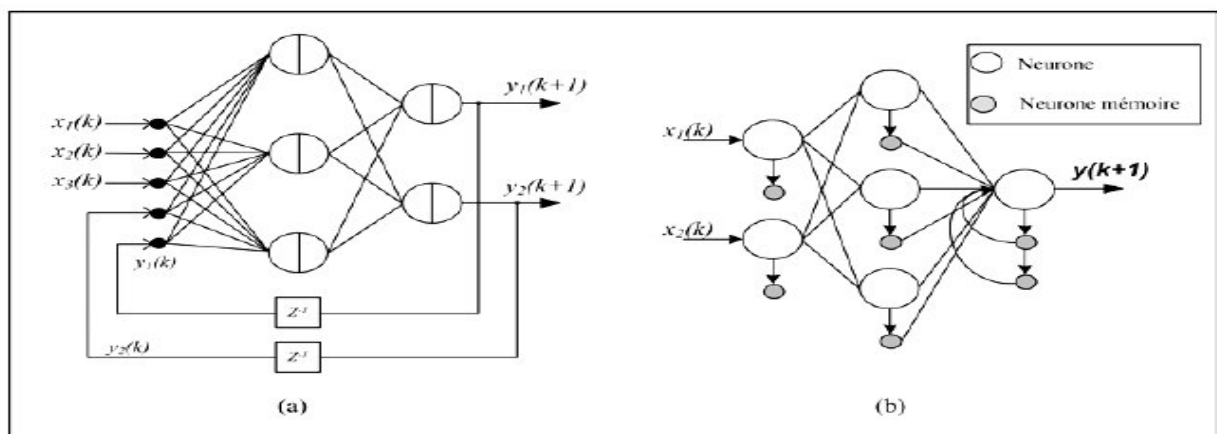 x₁(k)
x₂(k)
x₃(k)
y₁(k)
y₂(k)
Z⁻¹
Z⁻¹
y₁(k+1)
y₂(k+1)
(a)
x₁(k)
x₂(k)
y(k+1)
Neurone
Neurone mémoire
(b)